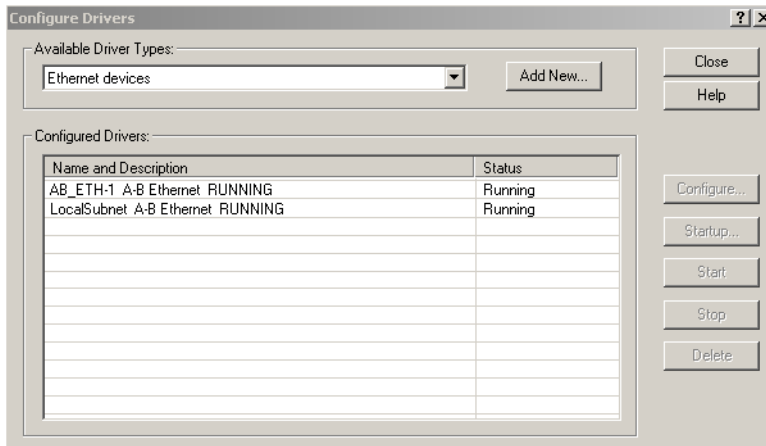 Configure Drivers
Available Driver Types:
Ethernet devices
Add New...
Close
Help
Configured Drivers:
Name and Description Status
AB_ETH-1 A-B Ethernet RUNNING Running
LocalSubnet A-B Ethernet RUNNING Running
Configure...
Startup...
Start
Stop
Delete